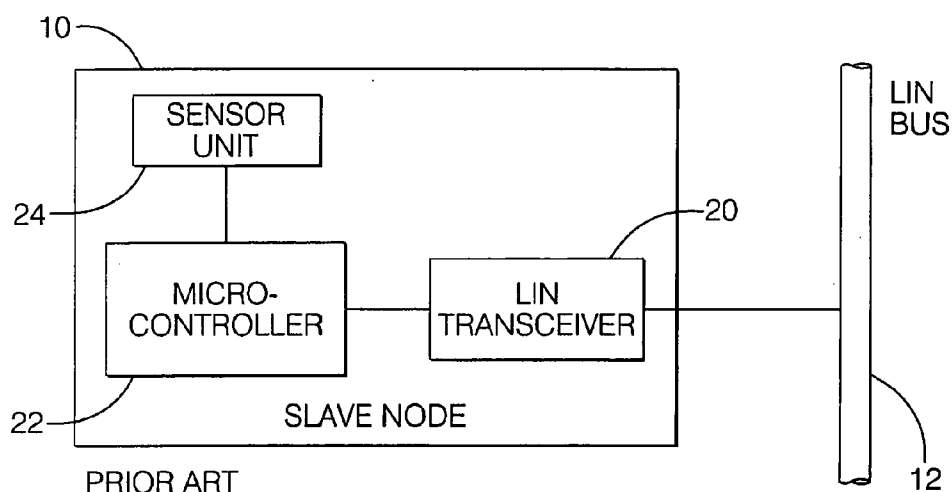 10
SENSOR
UNIT
LIN
BUS
24
20
MICRO-
CONTROLLER
LIN
TRANSCEIVER
22
SLAVE NODE
12
PRIOR ART